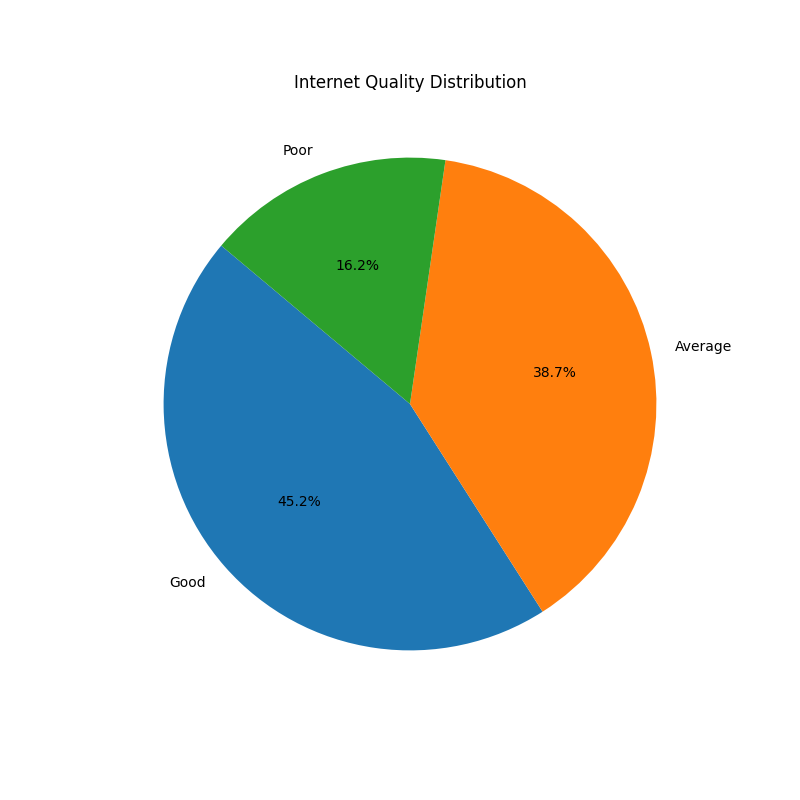 Internet Quality Distribution
Poor
16.2%
Average
38.7%
45.2%
Good